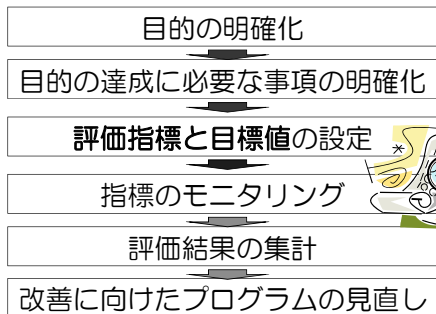 目的の明確化
目的の達成に必要な事項の明確化
評価指標と目標値の設定
指標のモニタリング
評価結果の集計
改善に向けたプログラムの見直し